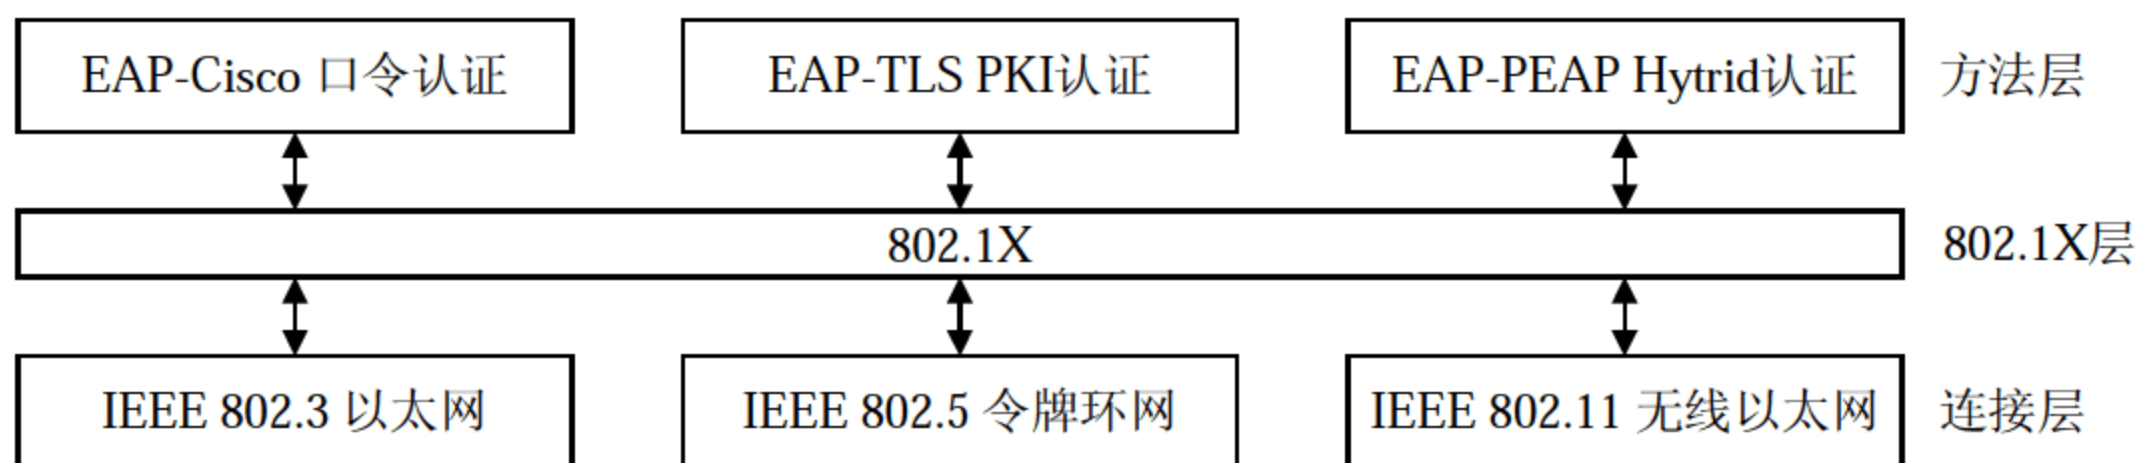 EAP-Cisco 口令认证
EAP-TLS PKI认证
EAP-PEAP Hytrid认证
方法层
802.1X
802.1X层
IEEE 802.3 以太网
IEEE 802.5 令牌环网
IEEE 802.11 无线以太网
连接层